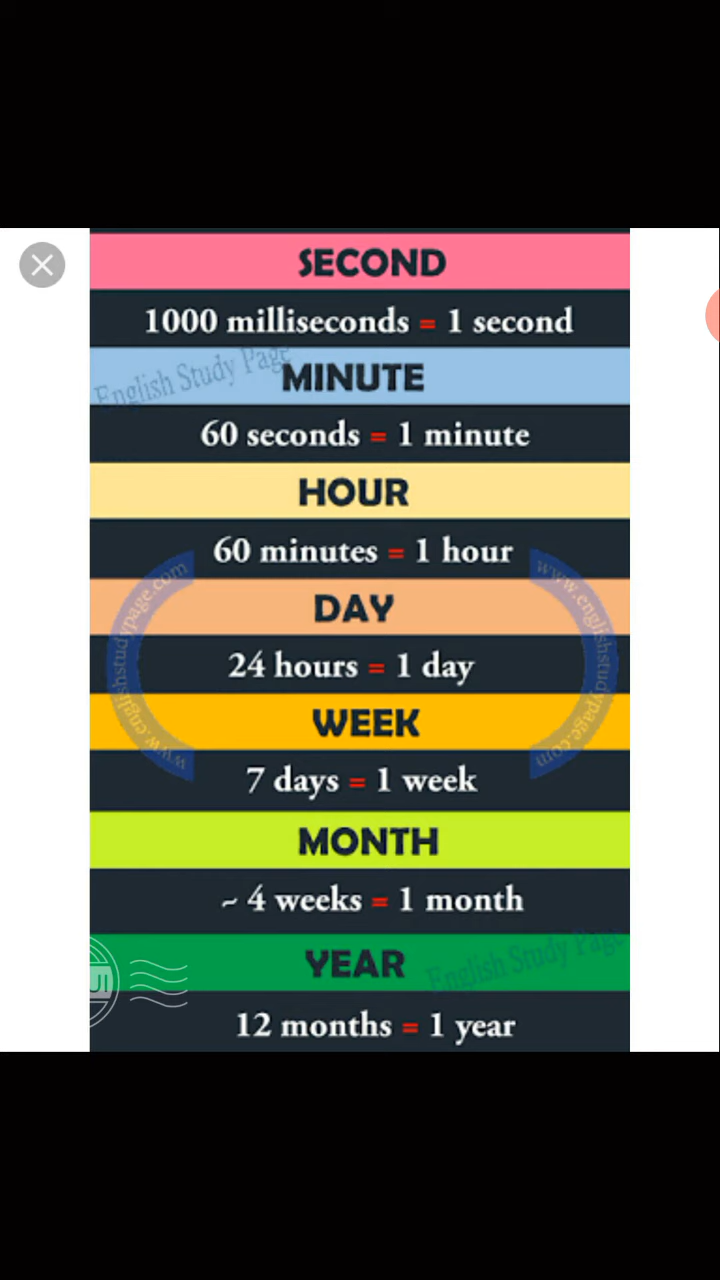 SECOND
1000 milliseconds = 1 second
English Study Page
MINUTE
60 seconds = 1 minute
HOUR
60 minutes = 1 hour
www.englishstudypage.com
www.englishstudypage.com
DAY
24 hours = 1 day
WEEK
7 days = 1 week
MONTH
~ 4 weeks = 1 month
YEAR
English Study Page
12 months = 1 year